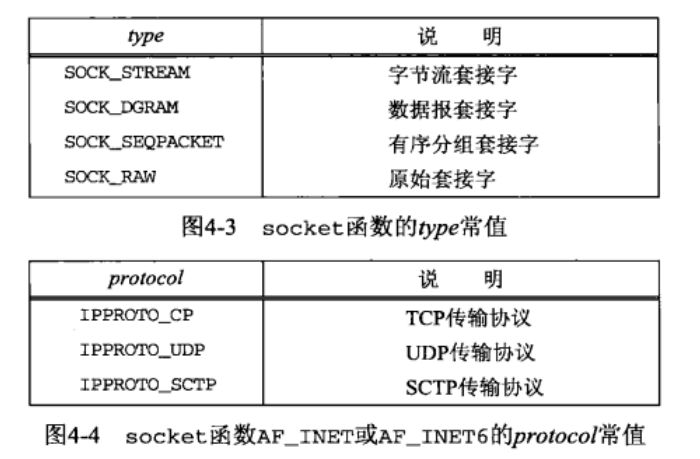 type 说 明
SOCK_STREAM 字节流套接字
SOCK_DGRAM 数据报套接字
SOCK_SEQPACKET 有序分组套接字
SOCK_RAW 原始套接字
图4-3 socket函数的type常值
protocol 说 明
IPPROTO_CP TCP传输协议
IPPROTO_UDP UDP传输协议
IPPROTO_SCTP SCTP传输协议
图4-4 socket函数AF_INET或AF_INET6的protocol常值